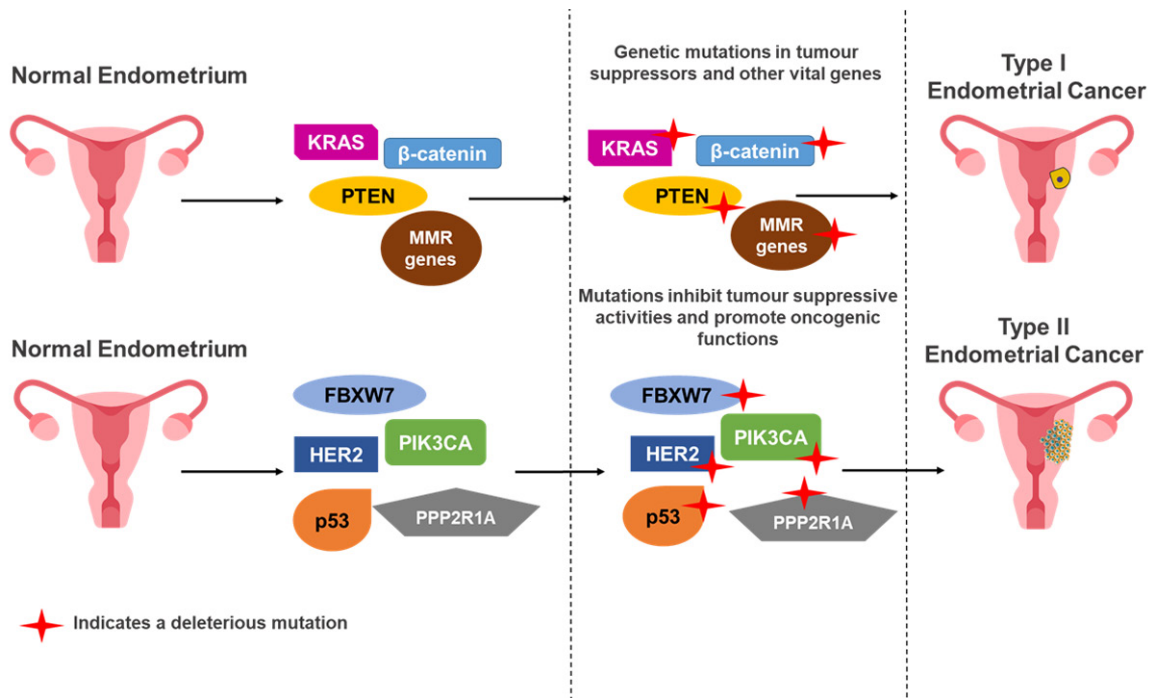 Normal Endometrium
KRAS
β-catenin
PTEN
MMR
genes
Genetic mutations in tumour
suppressors and other vital genes
KRAS
β-catenin
PTEN
MMR
genes
Type I
Endometrial Cancer
Normal Endometrium
FBXW7
PIK3CA
HER2
p53
PPP2R1A
Mutations inhibit tumour suppressive
activities and promote oncogenic
functions
FBXW7
PIK3CA
HER2
p53
PPP2R1A
Type II
Endometrial Cancer
Indicates a deleterious mutation